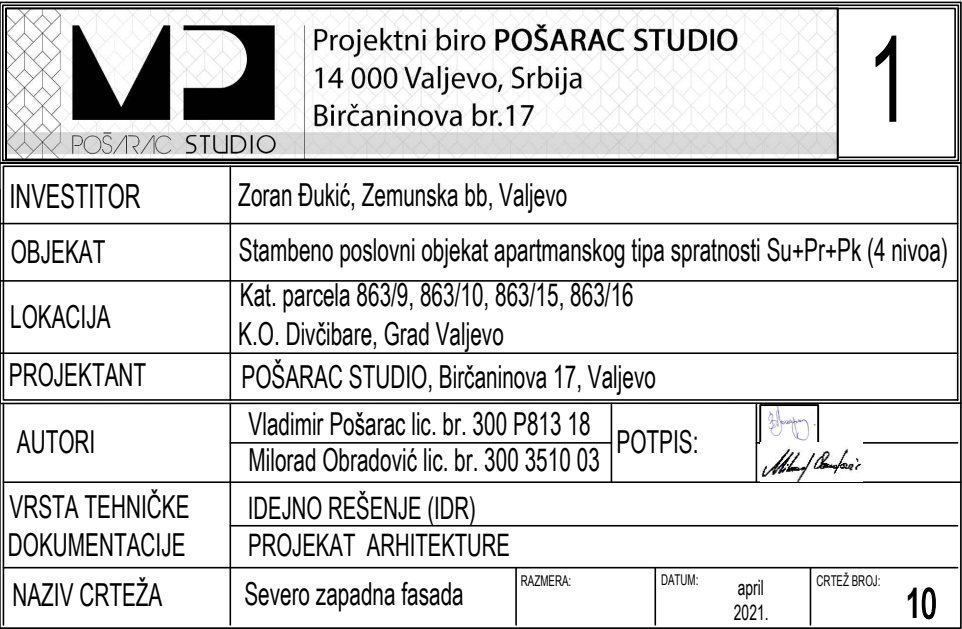 Projektni biro POŠARAC STUDIO
14 000 Valjevo, Srbija
Birčaninova br.17
POŠARAC STUDIO
1
INVESTITOR
Zoran Đukić, Zemunska bb, Valjevo
OBJEKAT
Stambeno poslovni objekat apartmanskog tipa spratnosti Su+Pr+Pk (4 nivoa)
LOKACIJA
Kat. parcela 863/9, 863/10, 863/15, 863/16
K.O. Divčibare, Grad Valjevo
PROJEKTANT
POŠARAC STUDIO, Birčaninova 17, Valjevo
AUTORI
Vladimir Pošarac lic. br. 300 P813 18
Milorad Obradović lic. br. 300 3510 03
POTPIS:
VRSTA TEHNIČKE
DOKUMENTACIJE
IDEJNO REŠENJE (IDR)
PROJEKAT ARHITEKTURE
NAZIV CRTEŽA
Severo zapadna fasada
RAZMERA:
DATUM:
april
2021.
CRTEŽ BROJ:
10